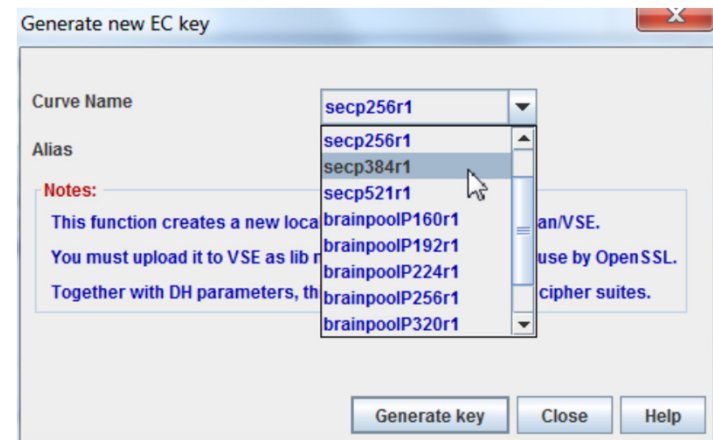 Generate new EC key
Curve Name
secp256r1
secp256r1
secp384r1
secp521r1
brainpoolP160r1
brainpoolP192r1
brainpoolP224r1
brainpoolP256r1
brainpoolP320r1
Alias
Notes:
This function creates a new loca an/VSE.
You must upload it to VSE as lib use by OpenSSL.
Together with DH parameters, th cipher suites.
Generate key
Close
Help